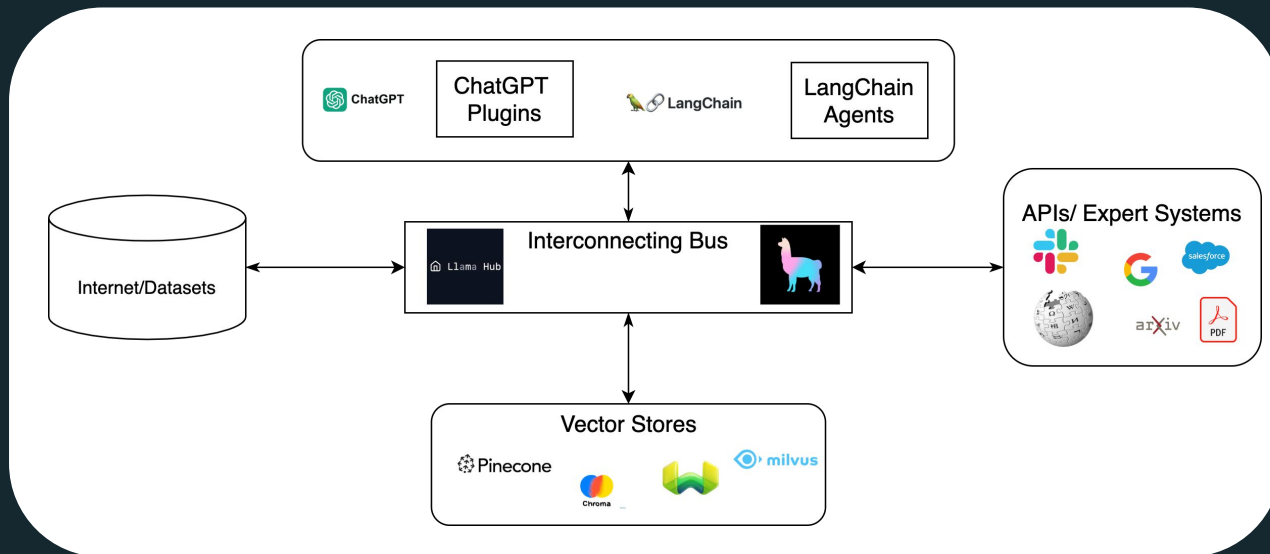 ChatGPT
ChatGPT
Plugins
LangChain
LangChain
Agents
Internet/Datasets
Llama Hub
Interconnecting Bus
APIs/ Expert Systems
salesforce
arXiv
PDF
Vector Stores
Pinecone
Chroma
milvus